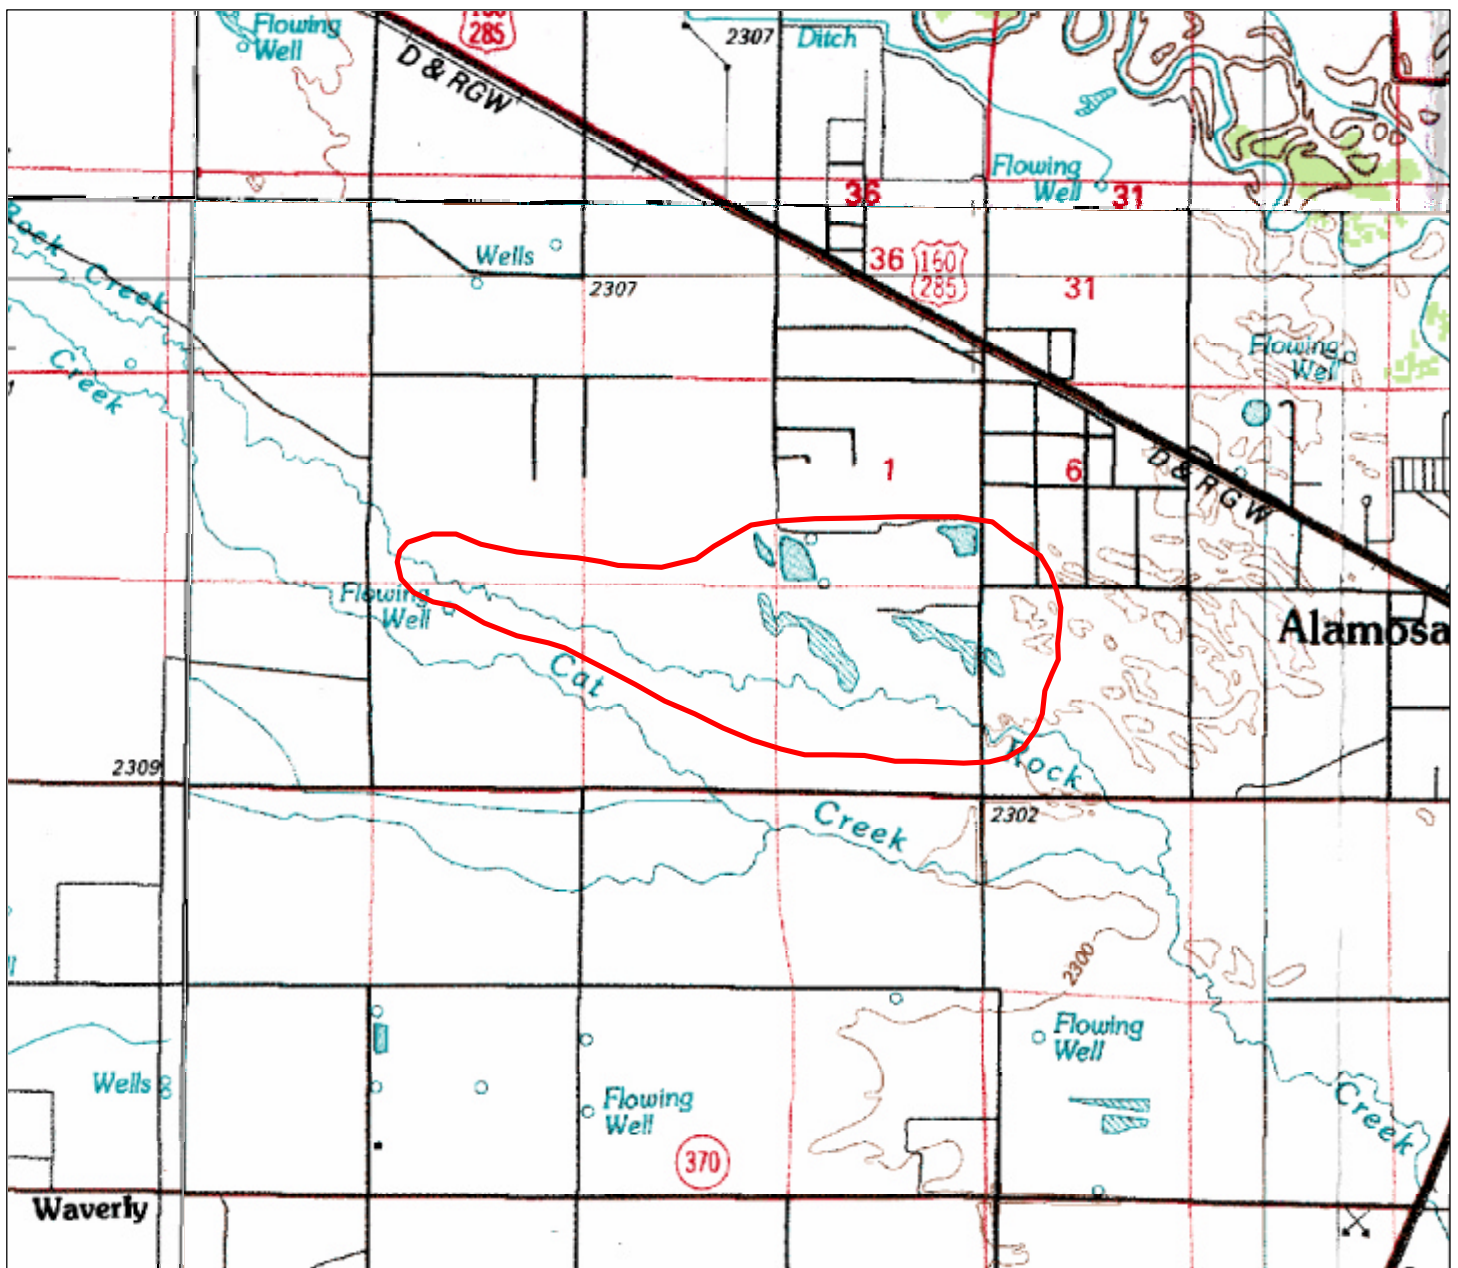 Flowing
Well
160
285
D & RGW
2307
Ditch
Flowing
Well
36
31
Rock Creek
Wells
2307
36
160
285
31
Flowing
Well
Creek
1
6
D & RGW
Flowing
Well
Alamosa
Cat
Rock
2309
Creek
2302
2300
Flowing
Well
Wells
Flowing
Well
Creek
370
Waverly